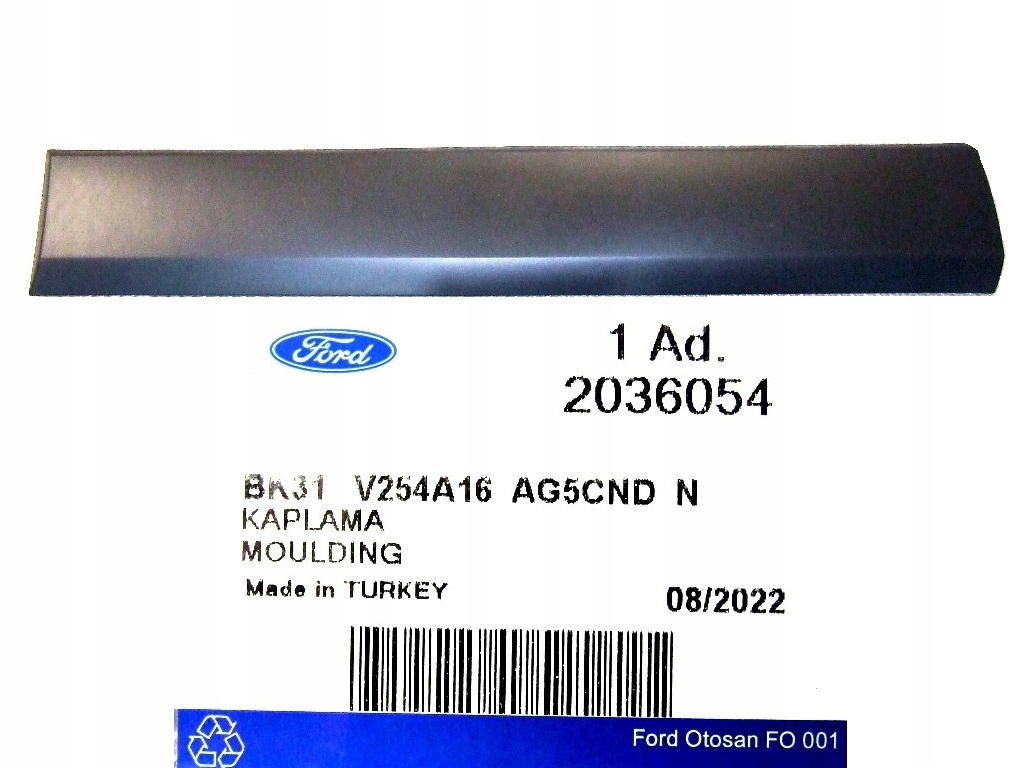 Ford
1 Ad.
2036054
BK31 V254A16 AG5CND N
KAPLAMA
MOULDING
Made in TURKEY
08/2022
Ford Otosan FO 001